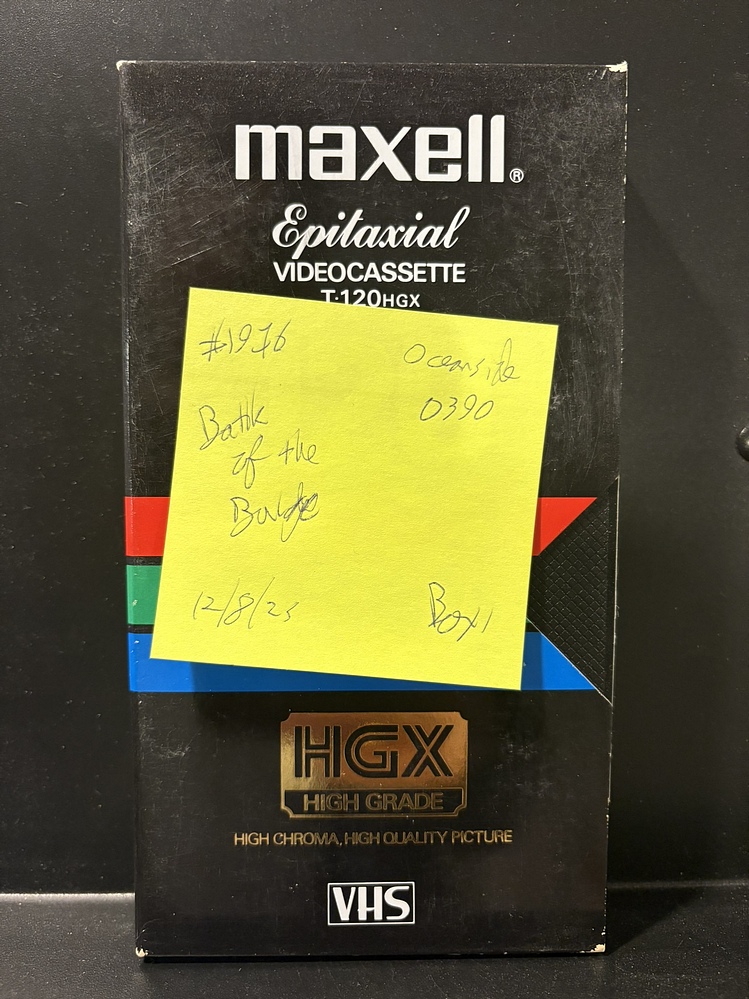 maxell®
Epitaxial
VIDEOCASSETTE
T·120HGX
#1976
Oceanside
0390
Battle
of the
Bulge
12/8/25
Box 1
HGX
HIGH GRADE
HIGH CHROMA, HIGH QUALITY PICTURE
VHS